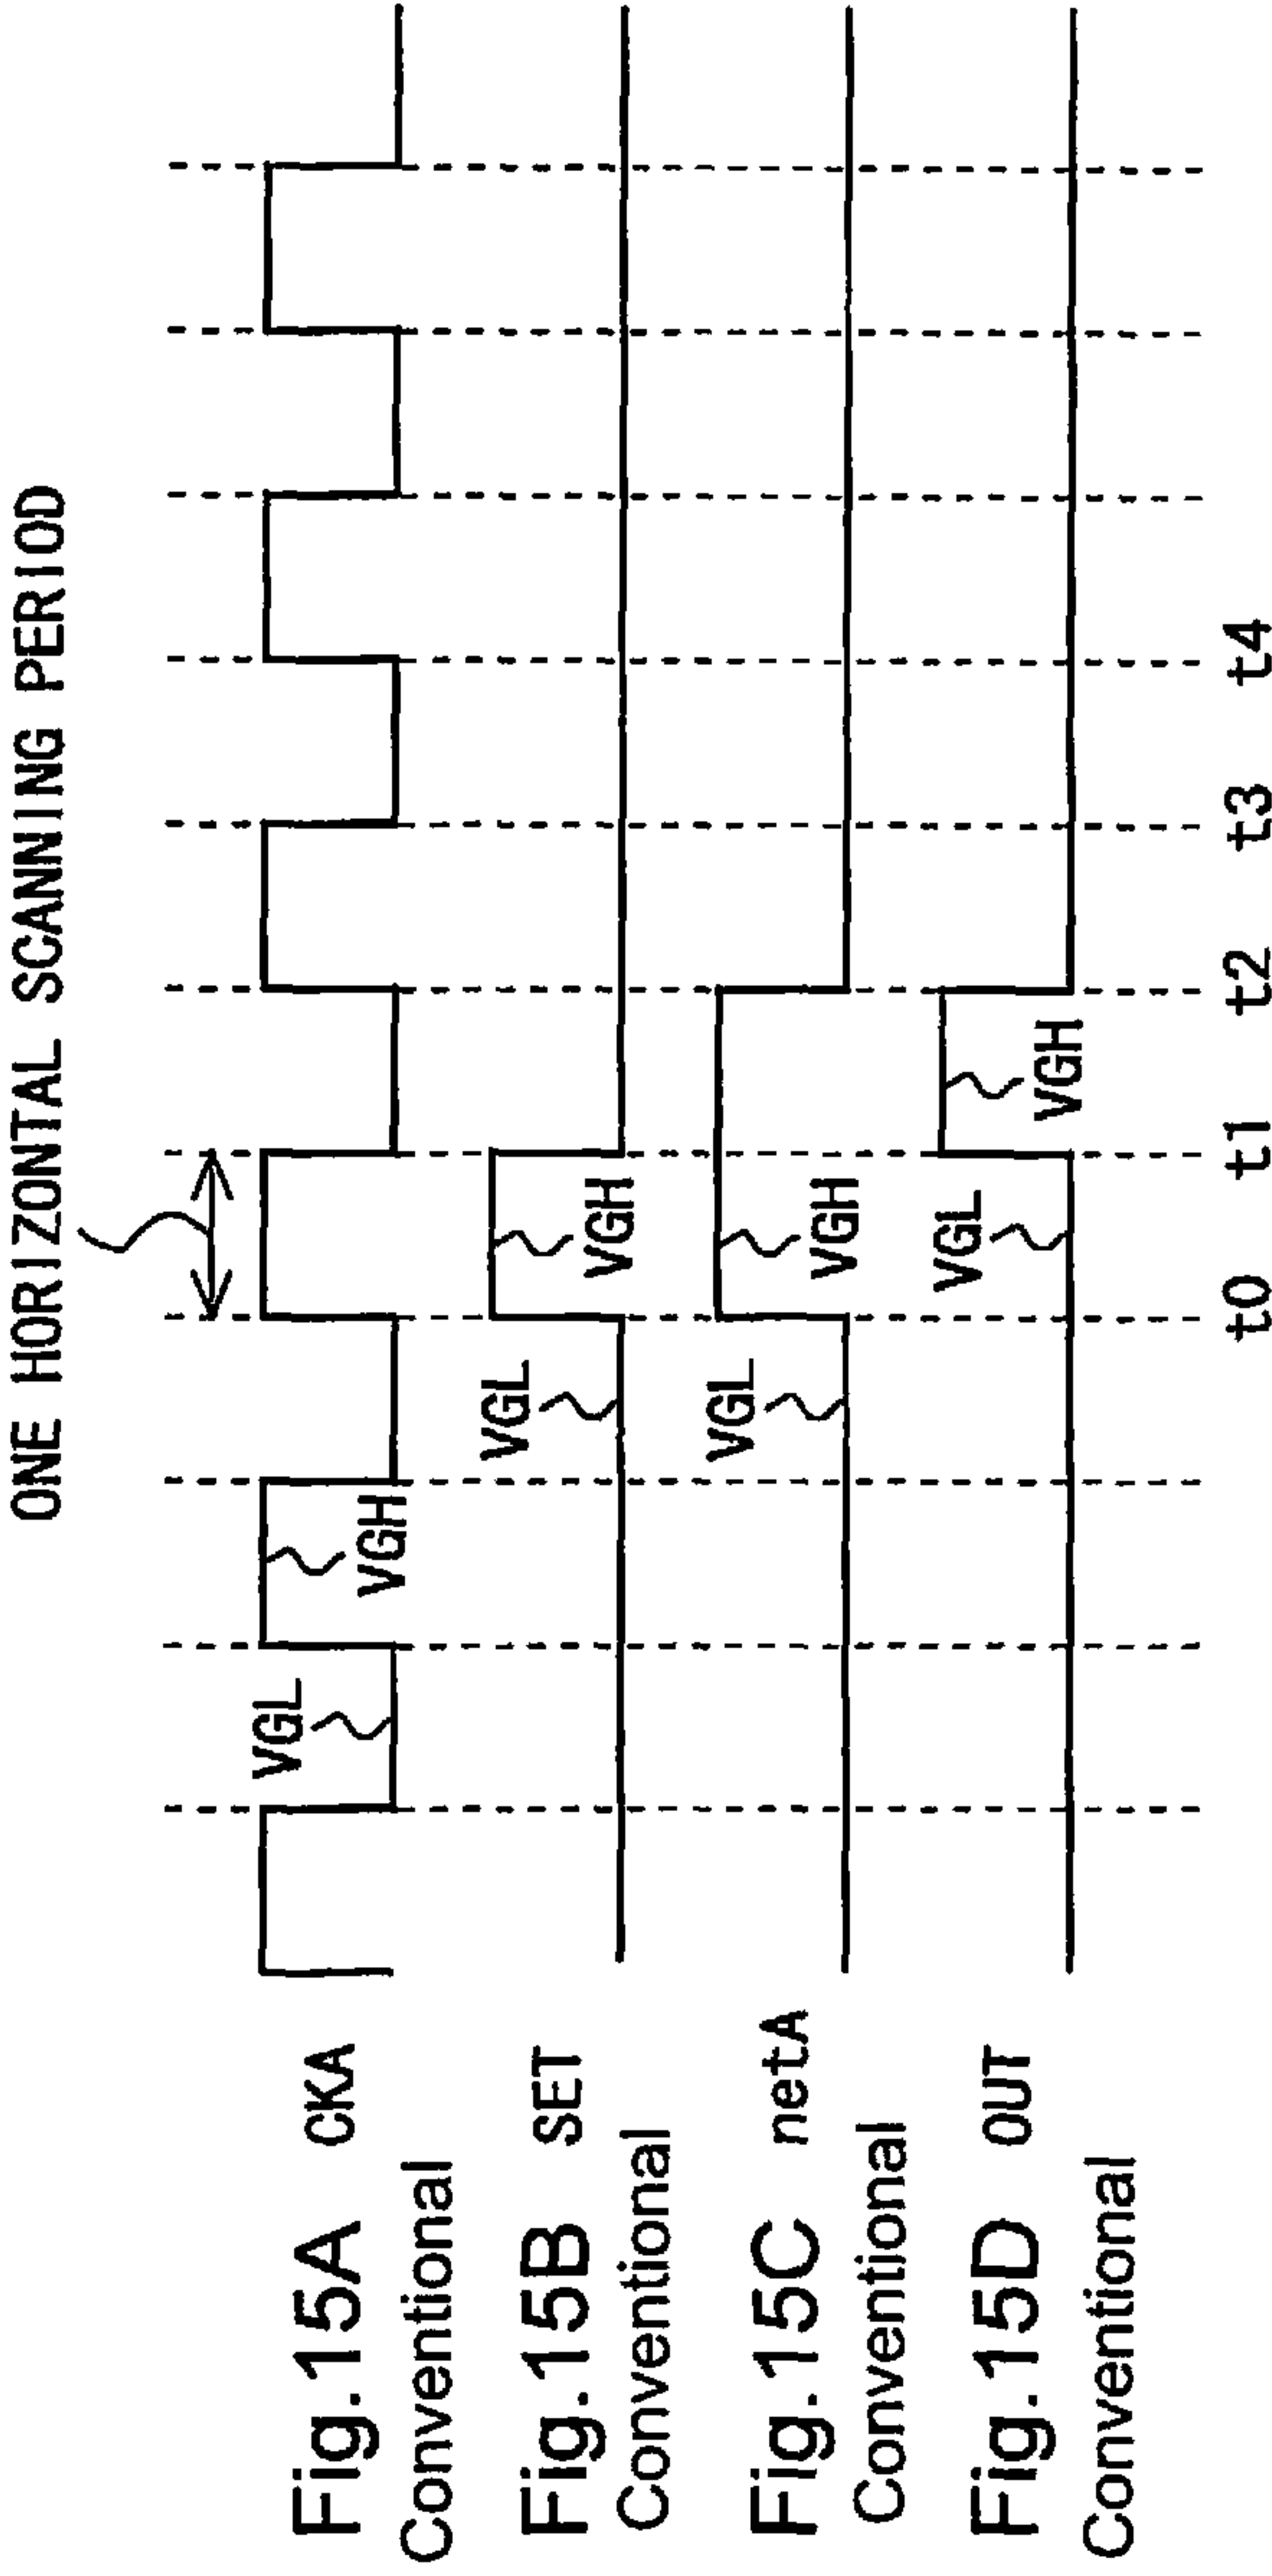 ONE HORIZONTAL SCANNING PERIOD
Fig.15A CKA
Conventional
VGL
VGH
Fig.15B SET
Conventional
VGL
VGH
Fig.15C netA
Conventional
VGL
VGH
Fig.15D OUT
Conventional
VGL
VGH
t0 t1 t2 t3 t4